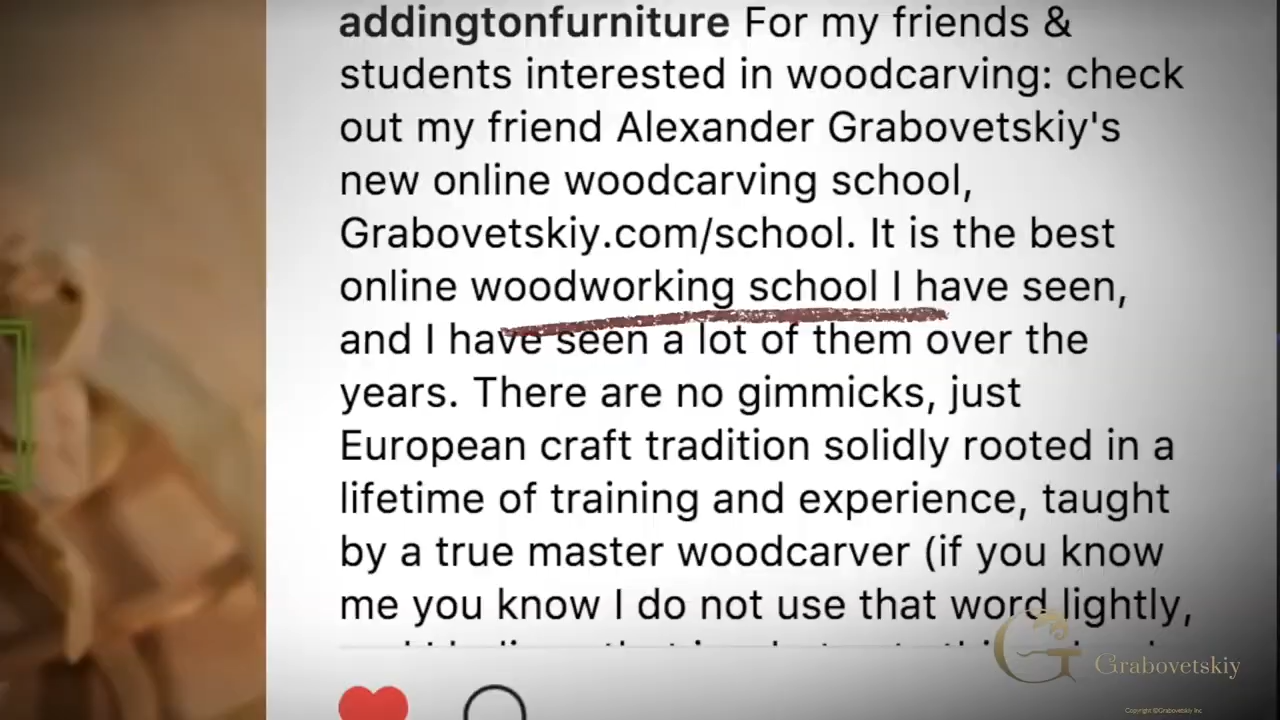 addingtonfurniture For my friends &
students interested in woodcarving: check
out my friend Alexander Grabovetskiy's
new online woodcarving school,
Grabovetskiy.com/school. It is the best
online woodworking school I have seen,
and I have seen a lot of them over the
years. There are no gimmicks, just
European craft tradition solidly rooted in a
lifetime of training and experience, taught
by a true master woodcarver (if you know
me you know I do not use that word lightly,
Grabovetskiy
Copyright ©Grabovetskiy Inc